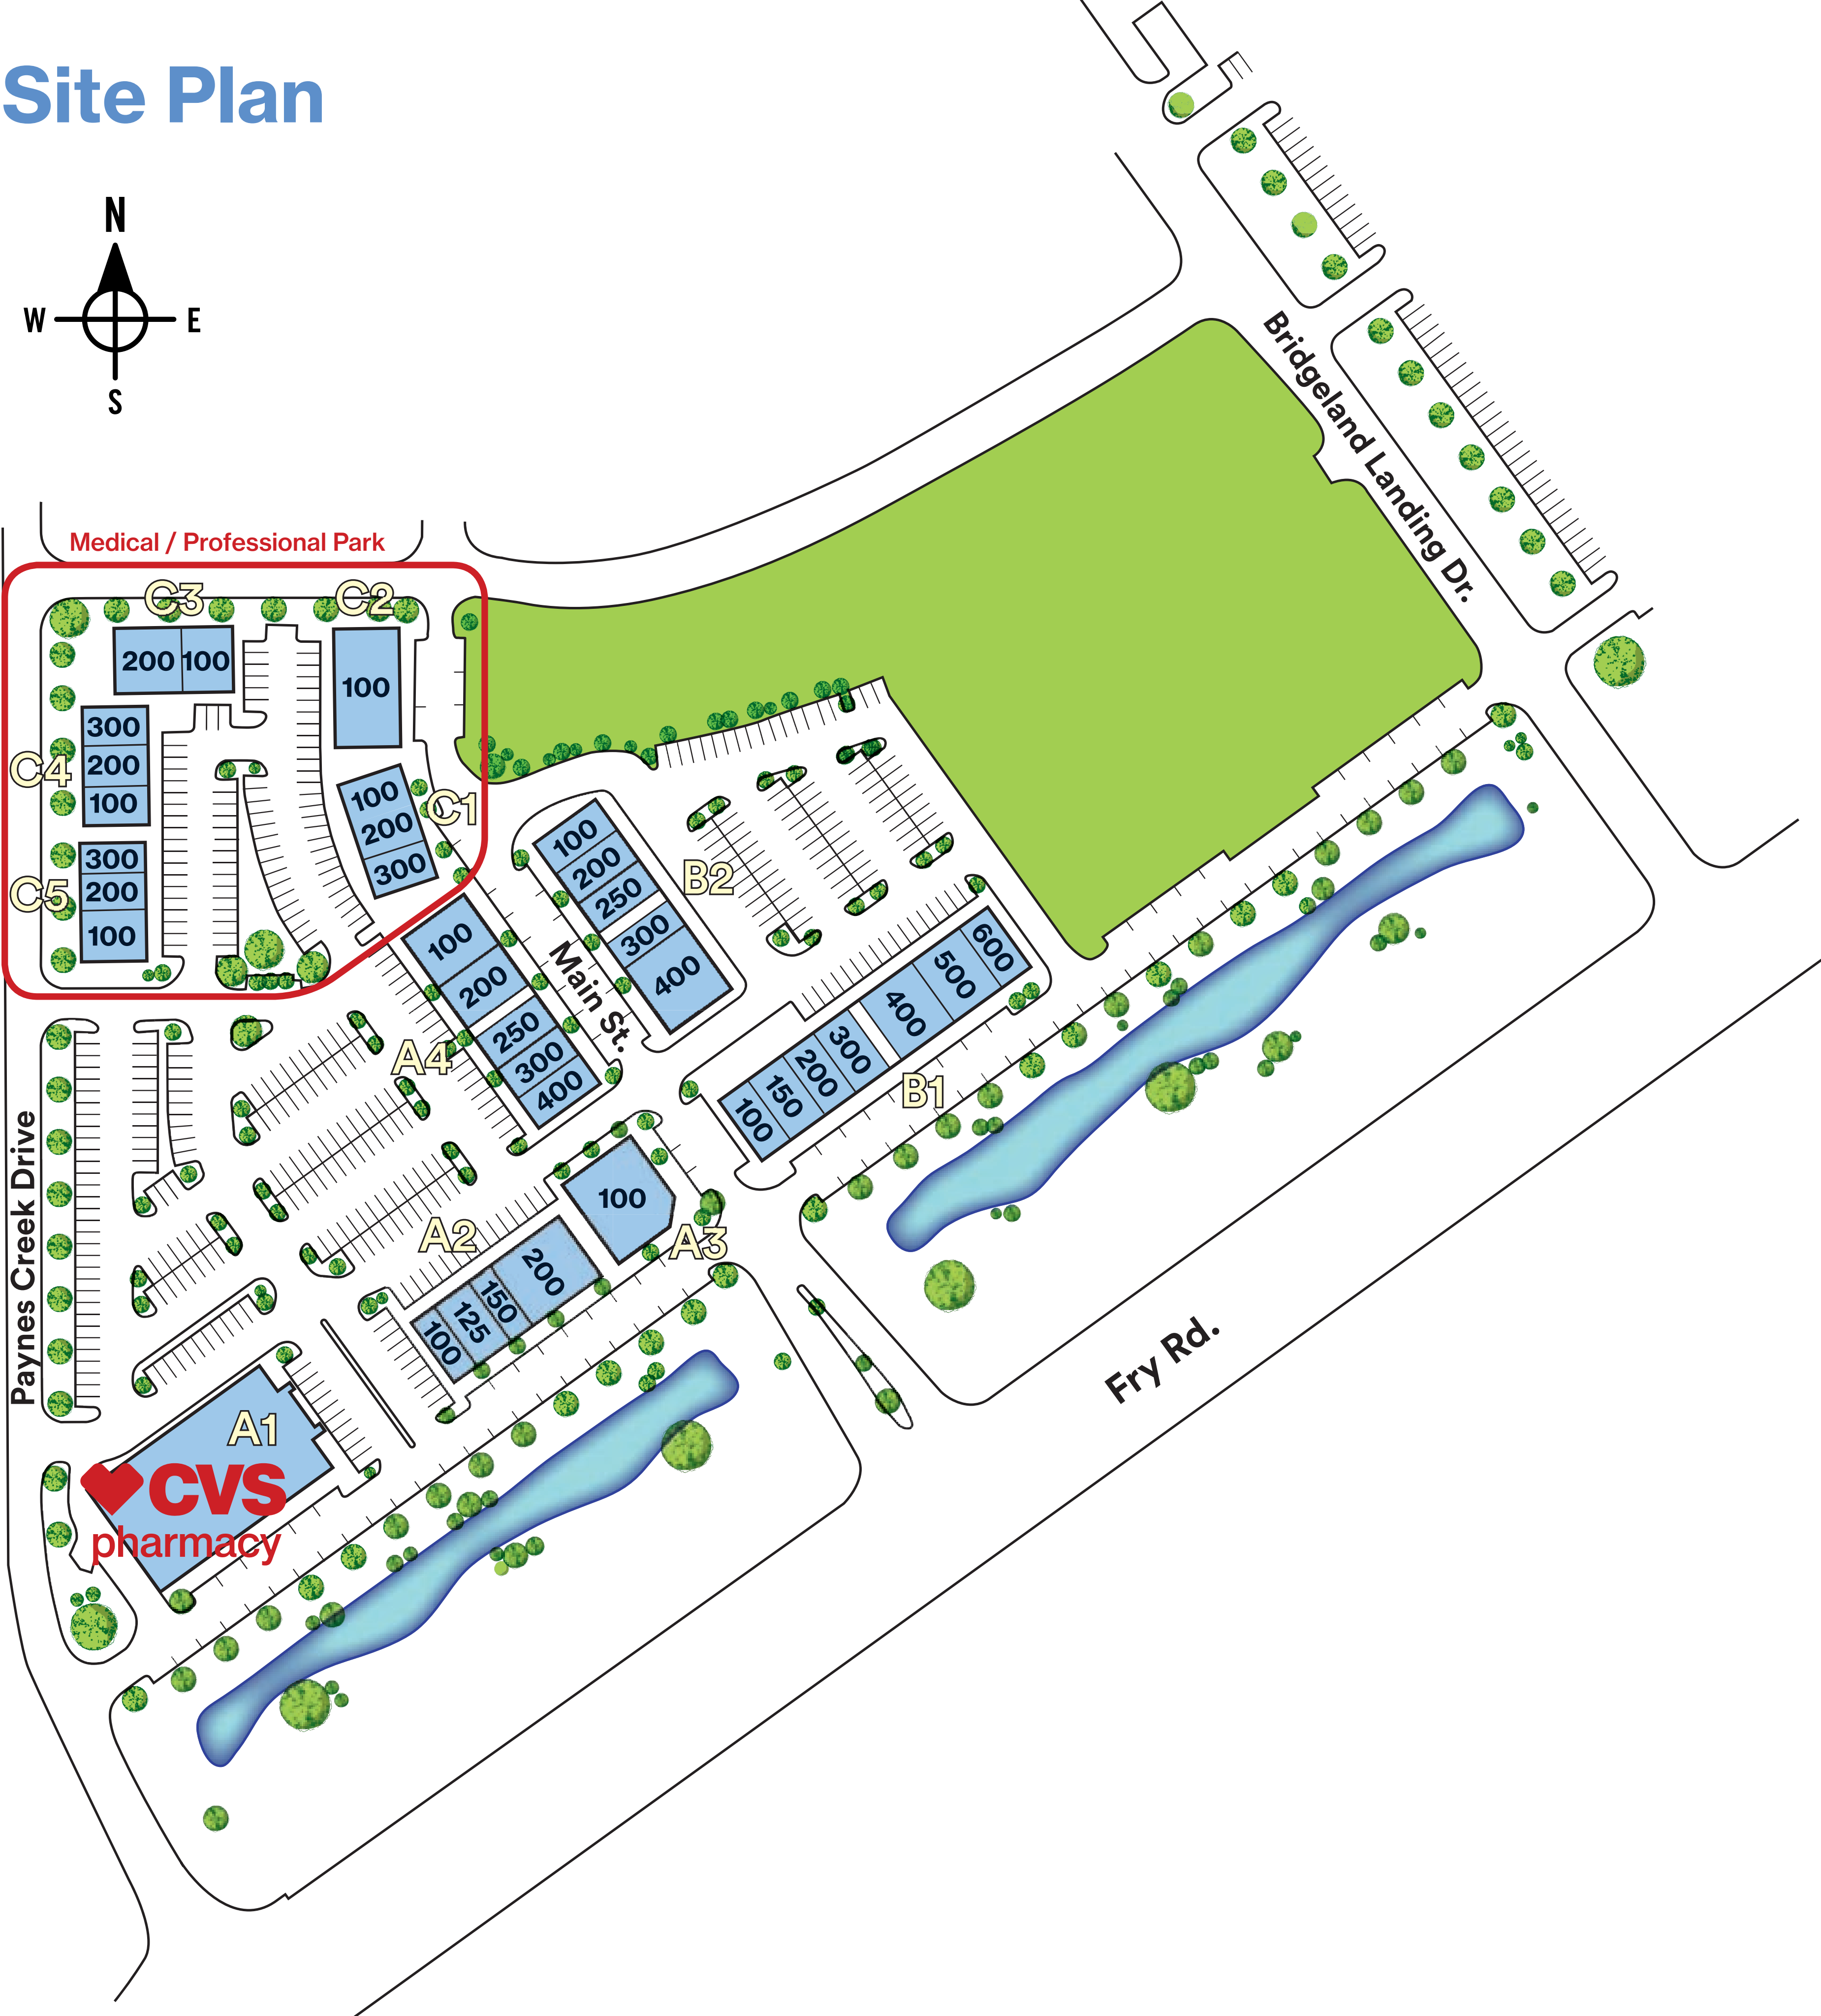 Site Plan
N
W
E
S
Bridgeland Landing Dr.
Medical / Professional Park
C3
C2
200
100
100
300
200
100
C4
100
200
300
C1
300
200
100
C5
100
200
250
300
400
B2
Main St.
100
200
250
300
400
A4
600
500
400
300
200
150
100
B1
Paynes Creek Drive
100
A3
A2
200
150
125
100
Fry Rd.
A1
CVS
pharmacy